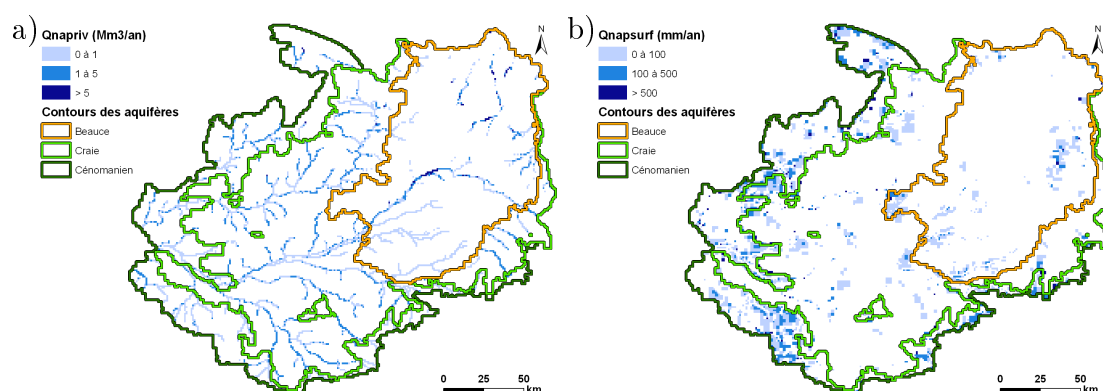 a)
Qnapriv (Mm3/an)
0 à 1
1 à 5
> 5
Contours des aquifères
Beauce
Craie
Cénomanien
N
0 25 50
km
b)
Qnapsurf (mm/an)
0 à 100
100 à 500
> 500
Contours des aquifères
Beauce
Craie
Cénomanien
N
0 25 50
km